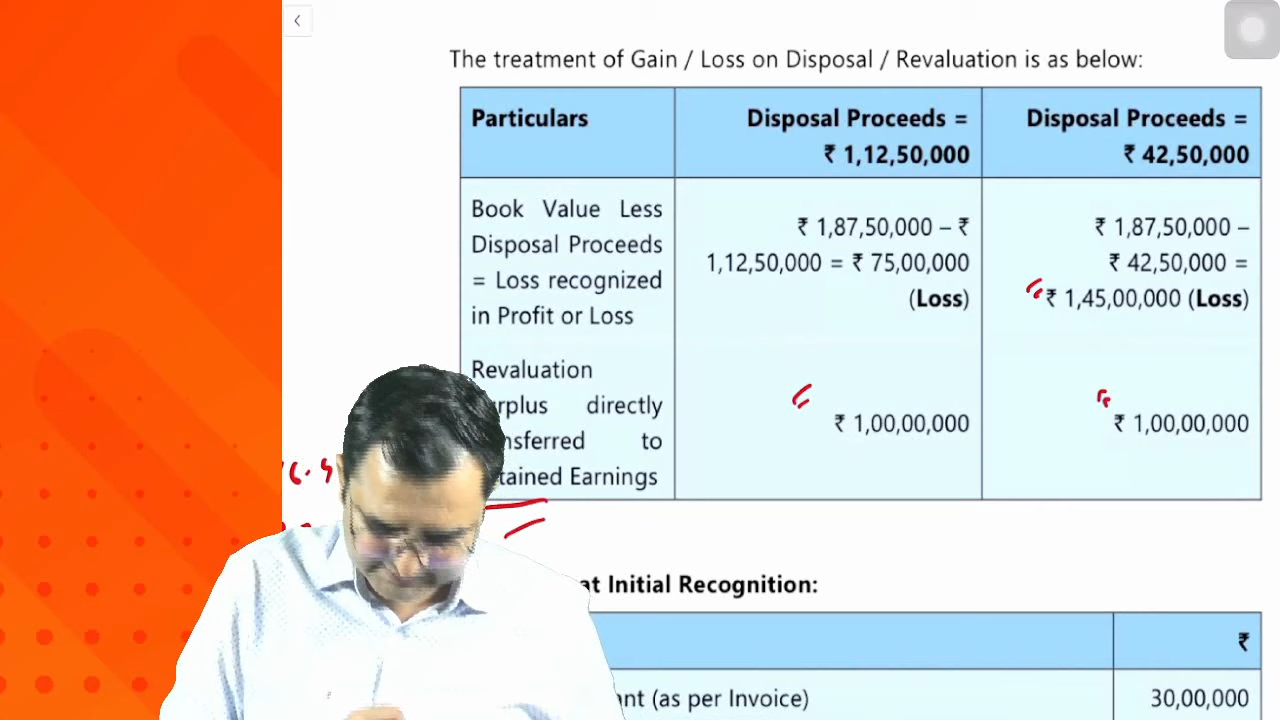 The treatment of Gain / Loss on Disposal / Revaluation is as below:
Particulars
Disposal Proceeds =
₹ 1,12,50,000
Disposal Proceeds =
₹ 42,50,000
Book Value Less
Disposal Proceeds
= Loss recognized
in Profit or Loss
₹ 1,87,50,000 – ₹
1,12,50,000 = ₹ 75,00,000
(Loss)
₹ 1,87,50,000 –
₹ 42,50,000 =
₹ 1,45,00,000 (Loss)
Revaluation
directly
to
Earnings
₹ 1,00,00,000
₹ 1,00,00,000
at Initial Recognition:
₹
(as per Invoice)
30,00,000